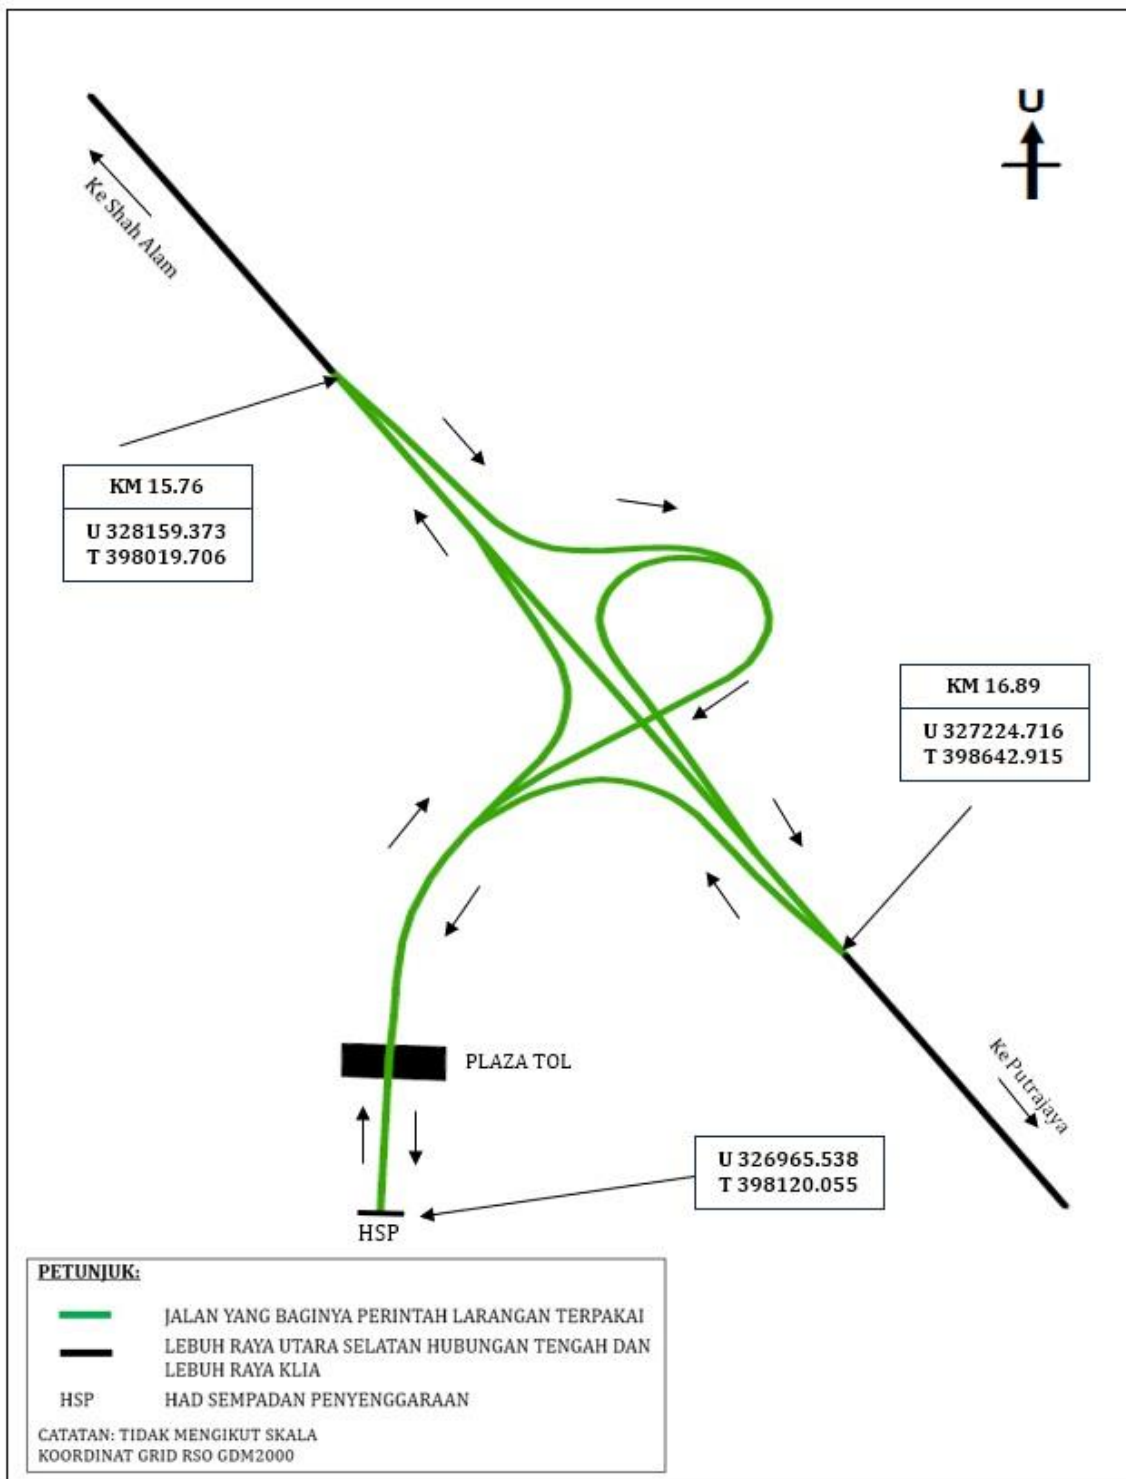 U
Ke Shah Alam
KM 15.76
U 328159.373
T 398019.706
KM 16.89
U 327224.716
T 398642.915
Ke Putrajaya
PLAZA TOL
U 326965.538
T 398120.055
HSP
PETUNJUK:
JALAN YANG BAGINYA PERINTAH LARANGAN TERPAKAI
LEBUH RAYA UTARA SELATAN HUBUNGAN TENGAH DAN
LEBUH RAYA KLIA
HSP HAD SEMPADAN PENYENGGARAAN
CATATAN: TIDAK MENGIKUT SKALA
KOORDINAT GRID RSO GDM2000